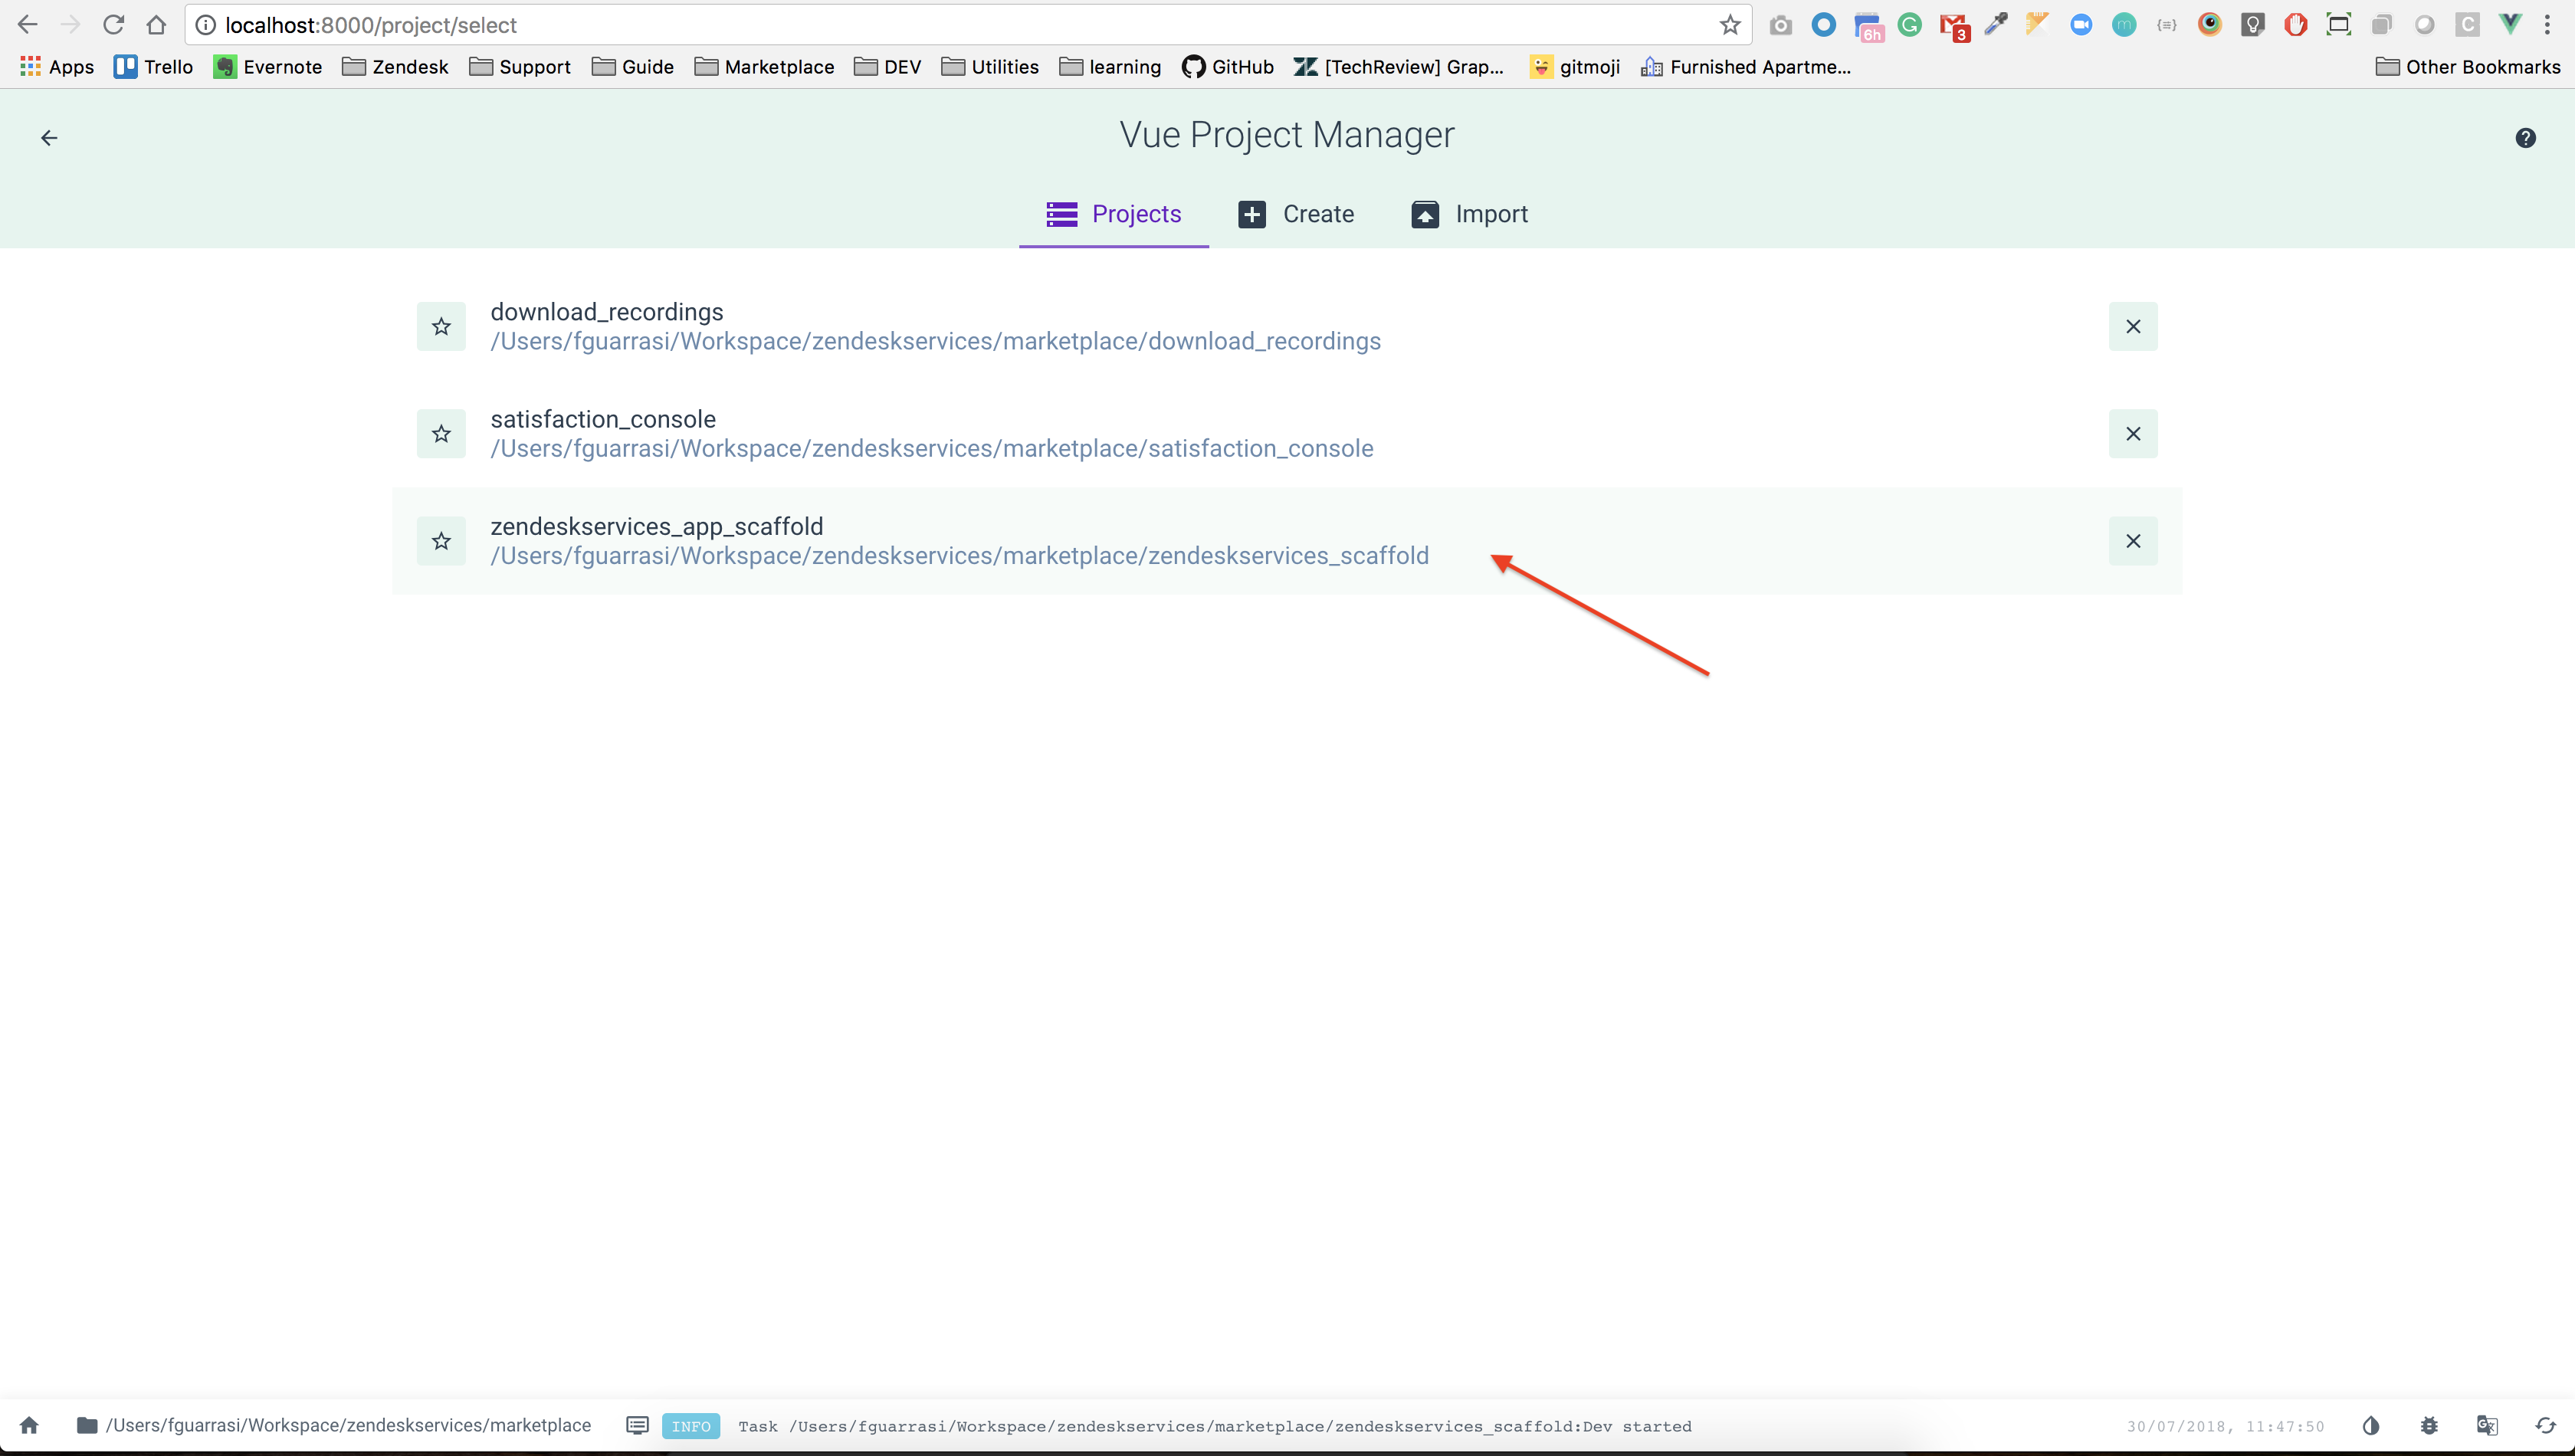 localhost:8000/project/select
6h
3
Apps Trello Evernote Zendesk Support Guide Marketplace DEV Utilities learning GitHub [TechReview] Grap... gitmoji Furnished Apartme... Other Bookmarks
Vue Project Manager
Projects Create Import
download_recordings
/Users/fguarrasi/Workspace/zendeskservices/marketplace/download_recordings
satisfaction_console
/Users/fguarrasi/Workspace/zendeskservices/marketplace/satisfaction_console
zendeskservices_app_scaffold
/Users/fguarrasi/Workspace/zendeskservices/marketplace/zendeskservices_scaffold
/Users/fguarrasi/Workspace/zendeskservices/marketplace INFO Task /Users/fguarrasi/Workspace/zendeskservices/marketplace/zendeskservices_scaffold:Dev started 30/07/2018, 11:47:50